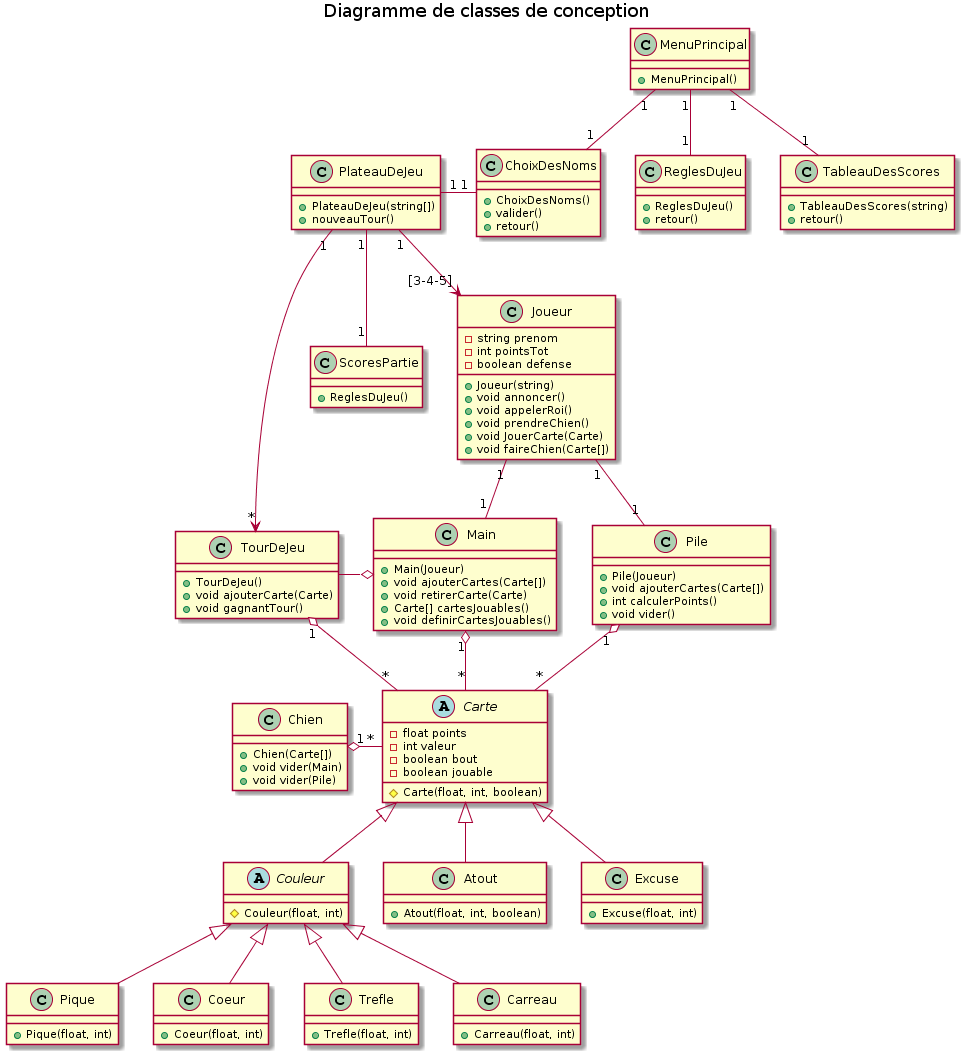 Diagramme de classes de conception
C MenuPrincipal
MenuPrincipal()
1 1 1
1 1 1
C PlateauDeJeu
PlateauDeJeu(string[])
nouveauTour()
1 1
C ChoixDesNoms
ChoixDesNoms()
valider()
retour()
C ReglesDuJeu
ReglesDuJeu()
retour()
C TableauDesScores
TableauDesScores(string)
retour()
1 1 1
[3-4-5]
1
C ScoresPartie
ReglesDuJeu()
C Joueur
string prenom
int pointsTot
boolean defense
Joueur(string)
void annoncer()
void appelerRoi()
void prendreChien()
void JouerCarte(Carte)
void faireChien(Carte[])
1 1
* 1 1
C TourDeJeu
TourDeJeu()
void ajouterCarte(Carte)
void gagnantTour()
C Main
Main(Joueur)
void ajouterCartes(Carte[])
void retirerCarte(Carte)
Carte[] cartesJouables()
void definirCartesJouables()
C Pile
Pile(Joueur)
void ajouterCartes(Carte[])
int calculerPoints()
void vider()
1 1 1
* * *
C Chien
Chien(Carte[])
void vider(Main)
void vider(Pile)
1 *
A Carte
float points
int valeur
boolean bout
boolean jouable
Carte(float, int, boolean)
A Couleur
Couleur(float, int)
C Atout
Atout(float, int, boolean)
C Excuse
Excuse(float, int)
C Pique
Pique(float, int)
C Coeur
Coeur(float, int)
C Trefle
Trefle(float, int)
C Carreau
Carreau(float, int)